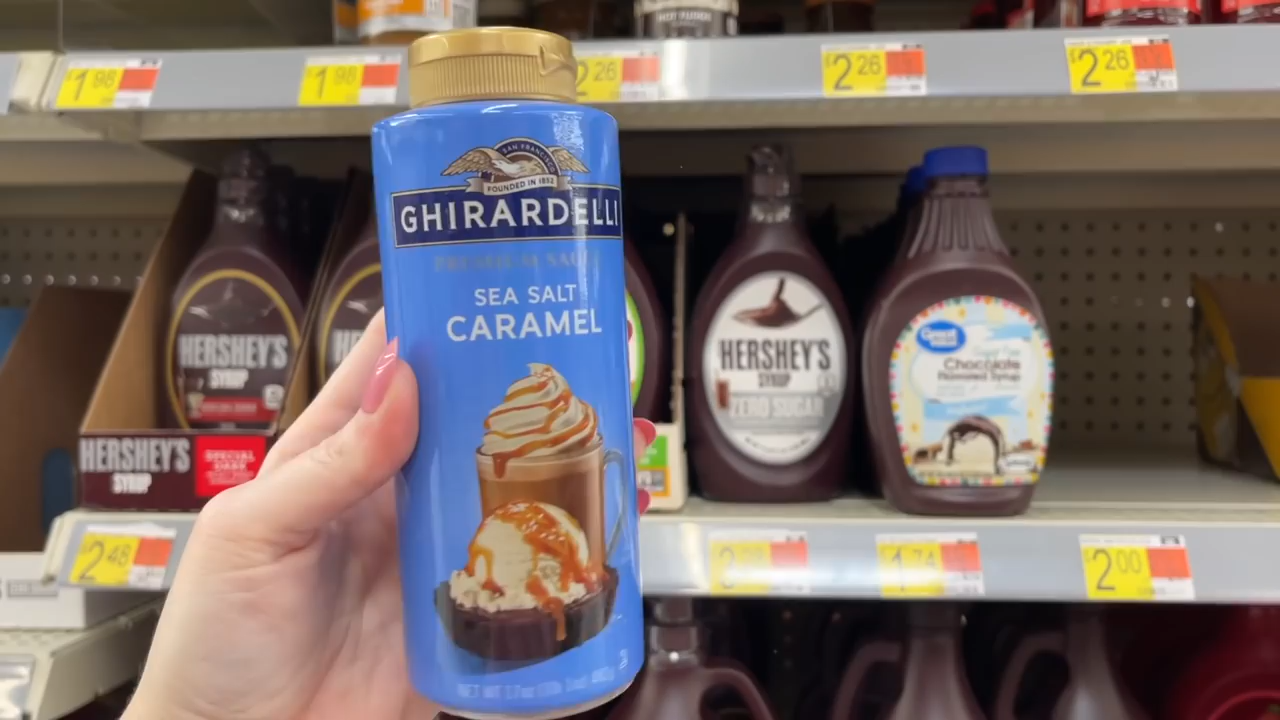 $1 98
$1 98
2 26
$2 26
$2 26
SAN FRANCISCO
FOUNDED IN 1852
GHIRARDELLI
PREMIUM SAUCE
SEA SALT
CARAMEL
HERSHEY'S
SYRUP
HERSHEY'S
SYRUP
SPECIAL
DARK
HERSHEY'S
SYRUP
ZERO SUGAR
Great
Chocolate
Flavored Syrup
$2 48
1 74
$2 00